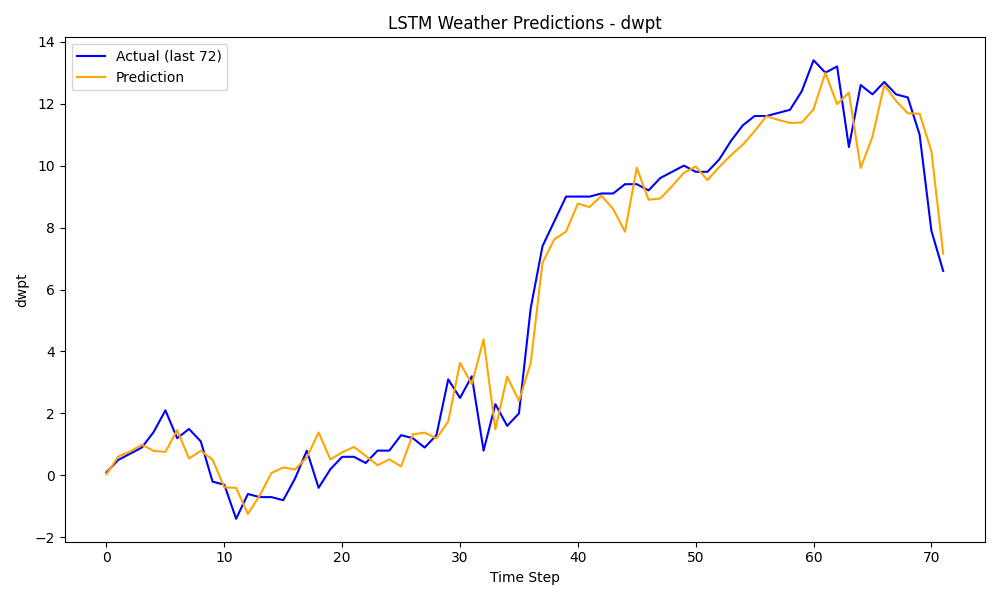 LSTM Weather Predictions - dwpt
Actual (last 72)
Prediction
14
12
10
8
6
4
2
0
−2
dwpt
0 10 20 30 40 50 60 70
Time Step